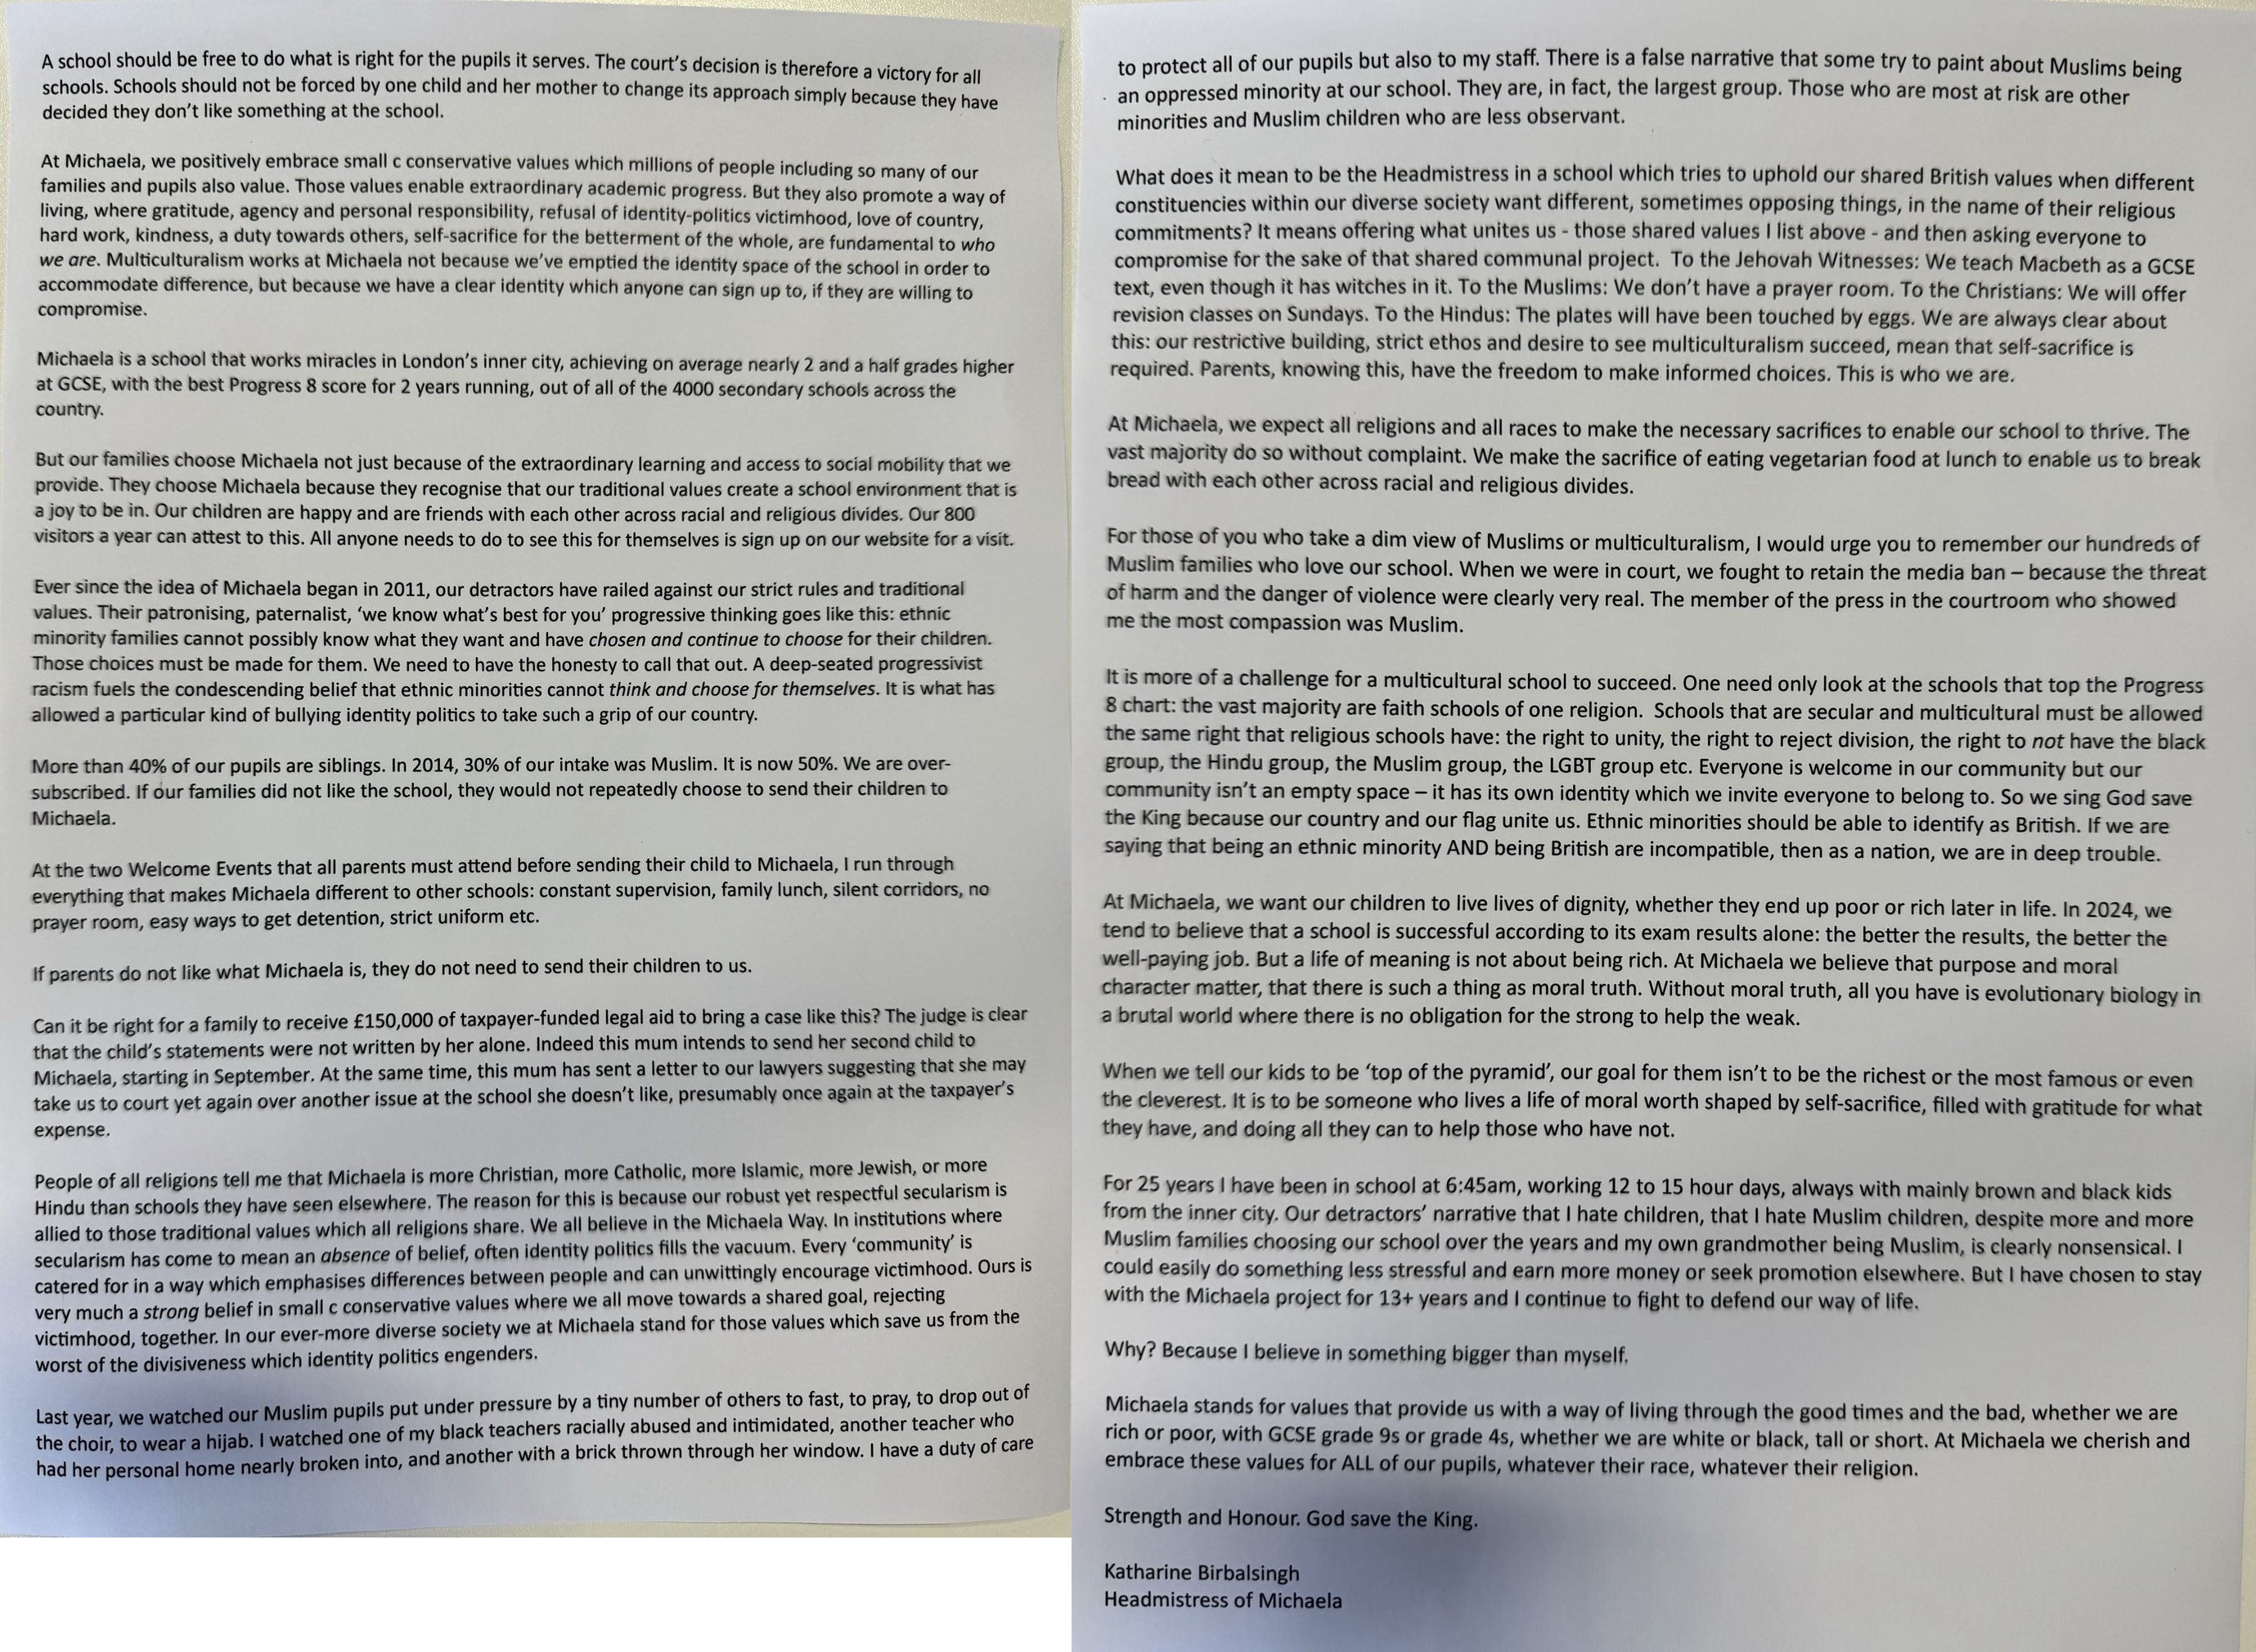 A school should be free to do what is right for the pupils it serves. The court's decision is therefore a victory for all
schools. Schools should not be forced by one child and her mother to change its approach simply because they have
decided they don't like something at the school.
At Michaela, we positively embrace small c conservative values which millions of people including so many of our
families and pupils also value. Those values enable extraordinary academic progress. But they also promote a way of
living, where gratitude, agency and personal responsibility, refusal of identity-politics victimhood, love of country,
hard work, kindness, a duty towards others, self-sacrifice for the betterment of the whole, are fundamental to who
we are. Multiculturalism works at Michaela not because we've emptied the identity space of the school in order to
accommodate difference, but because we have a clear identity which anyone can sign up to, if they are willing to
compromise.
Michaela is a school that works miracles in London's inner city, achieving on average nearly 2 and a half grades higher
at GCSE, with the best Progress 8 score for 2 years running, out of all of the 4000 secondary schools across the
country.
But our families choose Michaela not just because of the extraordinary learning and access to social mobility that we
provide. They choose Michaela because they recognise that our traditional values create a school environment that is
a joy to be in. Our children are happy and are friends with each other across racial and religious divides. Our 800
visitors a year can attest to this. All anyone needs to do to see this for themselves is sign up on our website for a visit.
Ever since the idea of Michaela began in 2011, our detractors have railed against our strict rules and traditional
values. Their patronising, paternalist, 'we know what's best for you' progressive thinking goes like this: ethnic
minority families cannot possibly know what they want and have chosen and continue to choose for their children.
Those choices must be made for them. We need to have the honesty to call that out. A deep-seated progressivist
racism fuels the condescending belief that ethnic minorities cannot think and choose for themselves. It is what has
allowed a particular kind of bullying identity politics to take such a grip of our country.
More than 40% of our pupils are siblings. In 2014, 30% of our intake was Muslim. It is now 50%. We are over-
subscribed. If our families did not like the school, they would not repeatedly choose to send their children to
Michaela.
At the two Welcome Events that all parents must attend before sending their child to Michaela, I run through
everything that makes Michaela different to other schools: constant supervision, family lunch, silent corridors, no
prayer room, easy ways to get detention, strict uniform etc.
If parents do not like what Michaela is, they do not need to send their children to us.
Can it be right for a family to receive £150,000 of taxpayer-funded legal aid to bring a case like this? The judge is clear
that the child's statements were not written by her alone. Indeed this mum intends to send her second child to
Michaela, starting in September. At the same time, this mum has sent a letter to our lawyers suggesting that she may
take us to court yet again over another issue at the school she doesn't like, presumably once again at the taxpayer's
expense.
People of all religions tell me that Michaela is more Christian, more Catholic, more Islamic, more Jewish, or more
Hindu than schools they have seen elsewhere. The reason for this is because our robust yet respectful secularism is
allied to those traditional values which all religions share. We all believe in the Michaela Way. In institutions where
secularism has come to mean an absence of belief, often identity politics fills the vacuum. Every 'community' is
catered for in a way which emphasises differences between people and can unwittingly encourage victimhood. Ours is
very much a strong belief in small c conservative values where we all move towards a shared goal, rejecting
victimhood, together. In our ever-more diverse society we at Michaela stand for those values which save us from the
worst of the divisiveness which identity politics engenders.
Last year, we watched our Muslim pupils put under pressure by a tiny number of others to fast, to pray, to drop out of
the choir, to wear a hijab. I watched one of my black teachers racially abused and intimidated, another teacher who
had her personal home nearly broken into, and another with a brick thrown through her window. I have a duty of care
to protect all of our pupils but also to my staff. There is a false narrative that some try to paint about Muslims being
an oppressed minority at our school. They are, in fact, the largest group. Those who are most at risk are other
minorities and Muslim children who are less observant.
What does it mean to be the Headmistress in a school which tries to uphold our shared British values when different
constituencies within our diverse society want different, sometimes opposing things, in the name of their religious
commitments? It means offering what unites us - those shared values I list above - and then asking everyone to
compromise for the sake of that shared communal project. To the Jehovah Witnesses: We teach Macbeth as a GCSE
text, even though it has witches in it. To the Muslims: We don't have a prayer room. To the Christians: We will offer
revision classes on Sundays. To the Hindus: The plates will have been touched by eggs. We are always clear about
this: our restrictive building, strict ethos and desire to see multiculturalism succeed, mean that self-sacrifice is
required. Parents, knowing this, have the freedom to make informed choices. This is who we are.
At Michaela, we expect all religions and all races to make the necessary sacrifices to enable our school to thrive. The
vast majority do so without complaint. We make the sacrifice of eating vegetarian food at lunch to enable us to break
bread with each other across racial and religious divides.
For those of you who take a dim view of Muslims or multiculturalism, I would urge you to remember our hundreds of
Muslim families who love our school. When we were in court, we fought to retain the media ban – because the threat
of harm and the danger of violence were clearly very real. The member of the press in the courtroom who showed
me the most compassion was Muslim.
It is more of a challenge for a multicultural school to succeed. One need only look at the schools that top the Progress
8 chart: the vast majority are faith schools of one religion. Schools that are secular and multicultural must be allowed
the same right that religious schools have: the right to unity, the right to reject division, the right to not have the black
group, the Hindu group, the Muslim group, the LGBT group etc. Everyone is welcome in our community but our
community isn't an empty space – it has its own identity which we invite everyone to belong to. So we sing God save
the King because our country and our flag unite us. Ethnic minorities should be able to identify as British. If we are
saying that being an ethnic minority AND being British are incompatible, then as a nation, we are in deep trouble.
At Michaela, we want our children to live lives of dignity, whether they end up poor or rich later in life. In 2024, we
tend to believe that a school is successful according to its exam results alone: the better the results, the better the
well-paying job. But a life of meaning is not about being rich. At Michaela we believe that purpose and moral
character matter, that there is such a thing as moral truth. Without moral truth, all you have is evolutionary biology in
a brutal world where there is no obligation for the strong to help the weak.
When we tell our kids to be 'top of the pyramid', our goal for them isn't to be the richest or the most famous or even
the cleverest. It is to be someone who lives a life of moral worth shaped by self-sacrifice, filled with gratitude for what
they have, and doing all they can to help those who have not.
For 25 years I have been in school at 6:45am, working 12 to 15 hour days, always with mainly brown and black kids
from the inner city. Our detractors' narrative that I hate children, that I hate Muslim children, despite more and more
Muslim families choosing our school over the years and my own grandmother being Muslim, is clearly nonsensical. I
could easily do something less stressful and earn more money or seek promotion elsewhere. But I have chosen to stay
with the Michaela project for 13+ years and I continue to fight to defend our way of life.
Why? Because I believe in something bigger than myself.
Michaela stands for values that provide us with a way of living through the good times and the bad, whether we are
rich or poor, with GCSE grade 9s or grade 4s, whether we are white or black, tall or short. At Michaela we cherish and
embrace these values for ALL of our pupils, whatever their race, whatever their religion.
Strength and Honour. God save the King.
Katharine Birbalsingh
Headmistress of Michaela